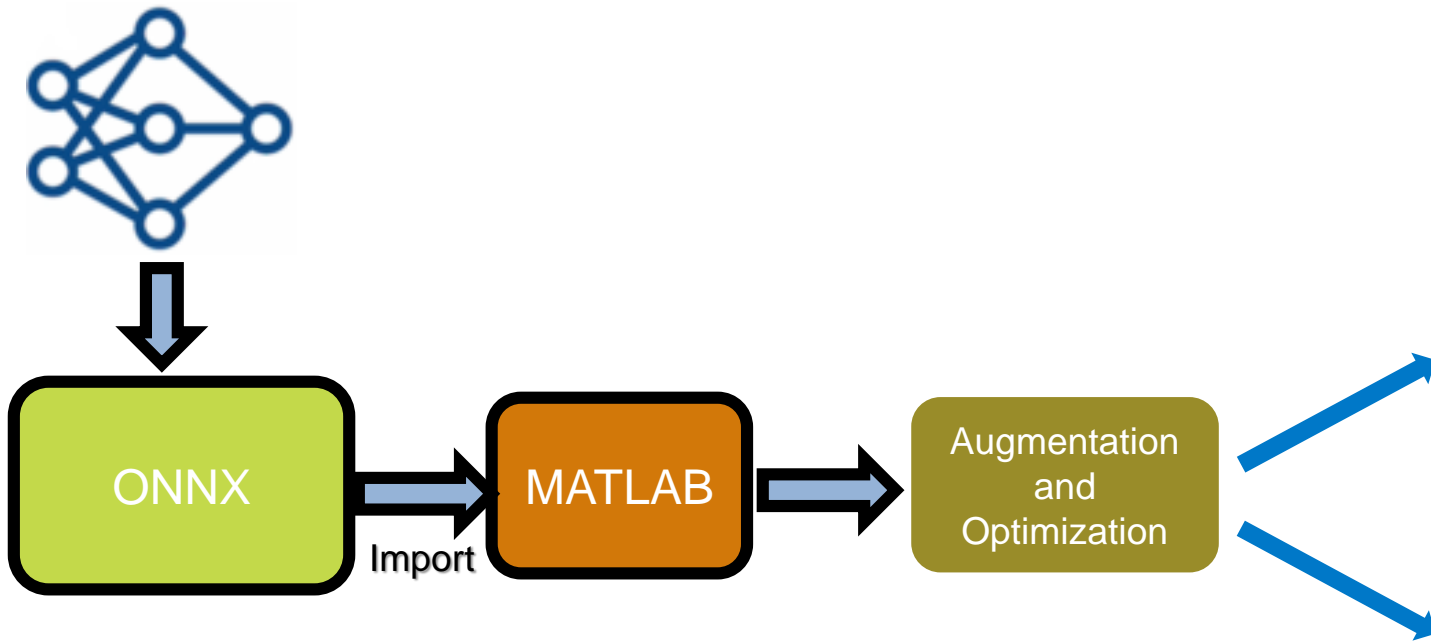 ONNX
Import
MATLAB
Augmentation
and
Optimization